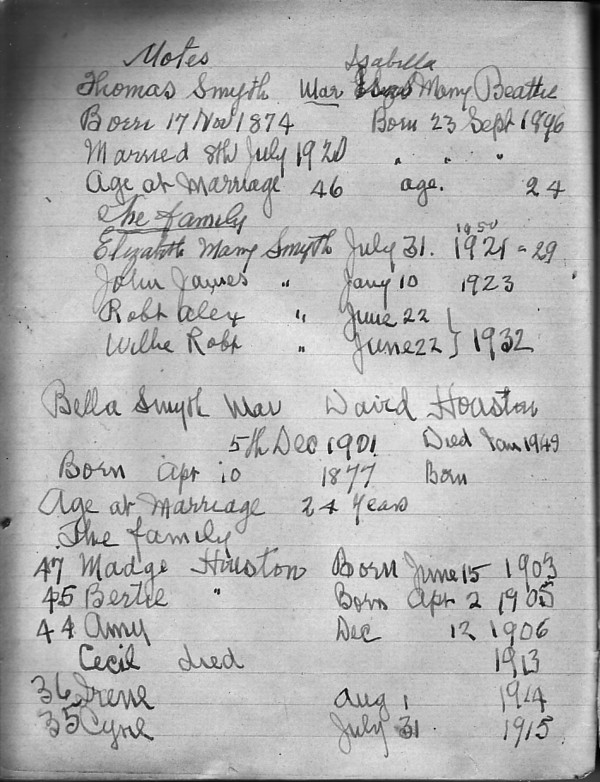 Notes Isabella
Thomas Smyth Mar Mary Beattie
Born 17 Nov 1874 Born 23 Sept 1896
Married 8th July 1920 " " "
Age at Marriage 46 age. 24
The family
1950
Elizabeth Mary Smyth July 31. 1921 = 29
John James " Jany 10 1923
Robt Alex " June 22 }
Willie Robt " June 22 } 1932
Bella Smyth Mar David Houston
5th Dec 1901 Died Jan 1949
Born Apr 10 1877 Born
Age at Marriage 24 Years
The family
47 Madge Houston Born June 15 1903
45 Bertie " Born Apr 2 1905
44 Amy Dec 12 1906
Cecil died 1913
36 Irene Aug 1 1914
35 Cyne July 31 1915